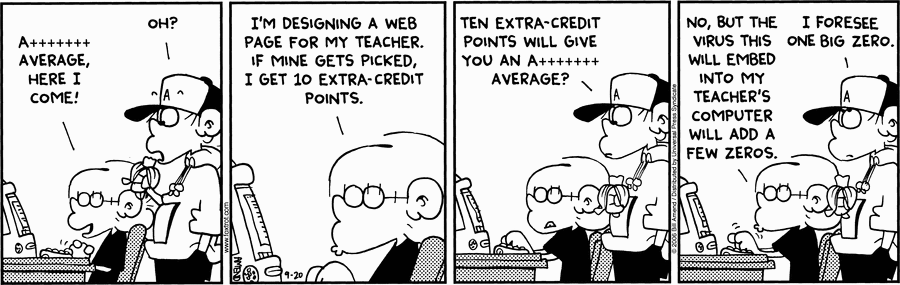 OH?
A+++++++
AVERAGE,
HERE I
COME!
I'M DESIGNING A WEB
PAGE FOR MY TEACHER.
IF MINE GETS PICKED,
I GET 10 EXTRA-CREDIT
POINTS.
www.foxtrot.com
AMEND
9-20
TEN EXTRA-CREDIT
POINTS WILL GIVE
YOU AN A+++++++
AVERAGE?
© 2008 Bill Amend / Distributed by Universal Press Syndicate
NO, BUT THE
VIRUS THIS
WILL EMBED
INTO MY
TEACHER'S
COMPUTER
WILL ADD A
FEW ZEROS.
I FORESEE
ONE BIG ZERO.
A
A
A